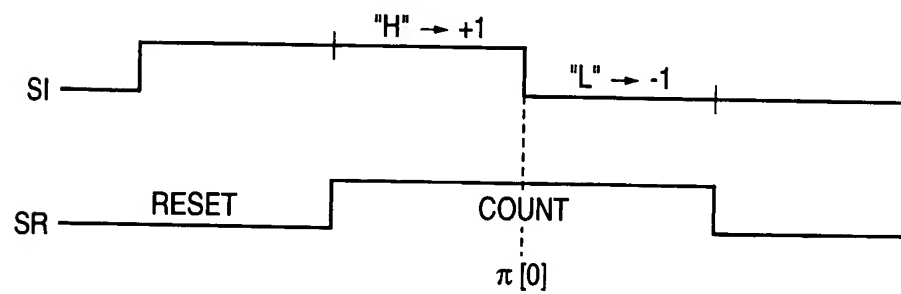 "H" → +1
SI
"L" → -1
RESET
COUNT
SR
π [0]